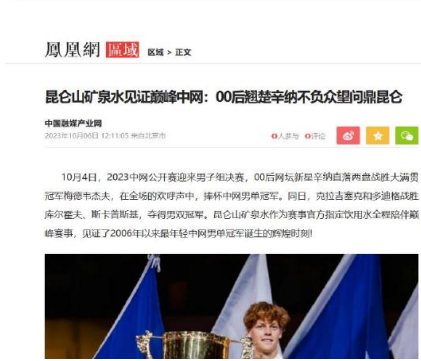 鳳凰網 區域 区域 > 正文
昆仑山矿泉水见证巅峰中网：00后翘楚辛纳不负众望问鼎昆仑
中国融媒产业网
2023年10月06日 12:11:05 来自北京市
0人参与 0评论
10月4日，2023中网公开赛迎来男子组决赛，00后网坛新星辛纳直落两盘战胜大满贯
冠军梅德韦杰夫，在全场的欢呼声中，捧杯中网男单冠军。同日，克拉吉塞克和多迪格战胜
库尔霍夫、斯卡普斯基，夺得男双冠军。昆仑山矿泉水作为赛事官方指定饮用水全程陪伴巅
峰赛事，见证了2006年以来最年轻中网男单冠军诞生的辉煌时刻!